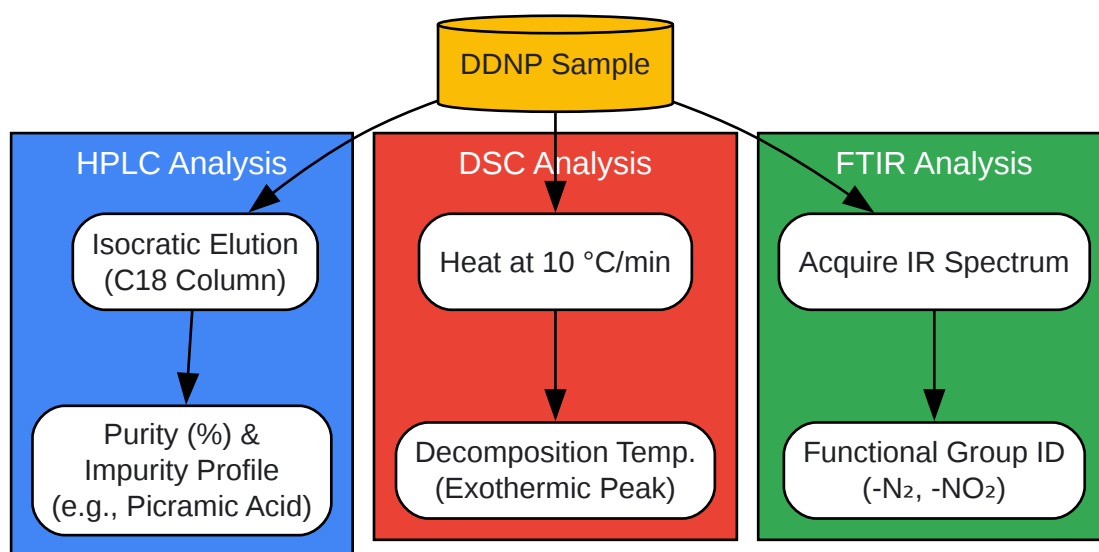 DDNP Sample
HPLC Analysis
Isocratic Elution
(C18 Column)
Purity (%) &
Impurity Profile
(e.g., Picramic Acid)
DSC Analysis
Heat at 10 °C/min
Decomposition Temp.
(Exothermic Peak)
FTIR Analysis
Acquire IR Spectrum
Functional Group ID
(-N₂, -NO₂)